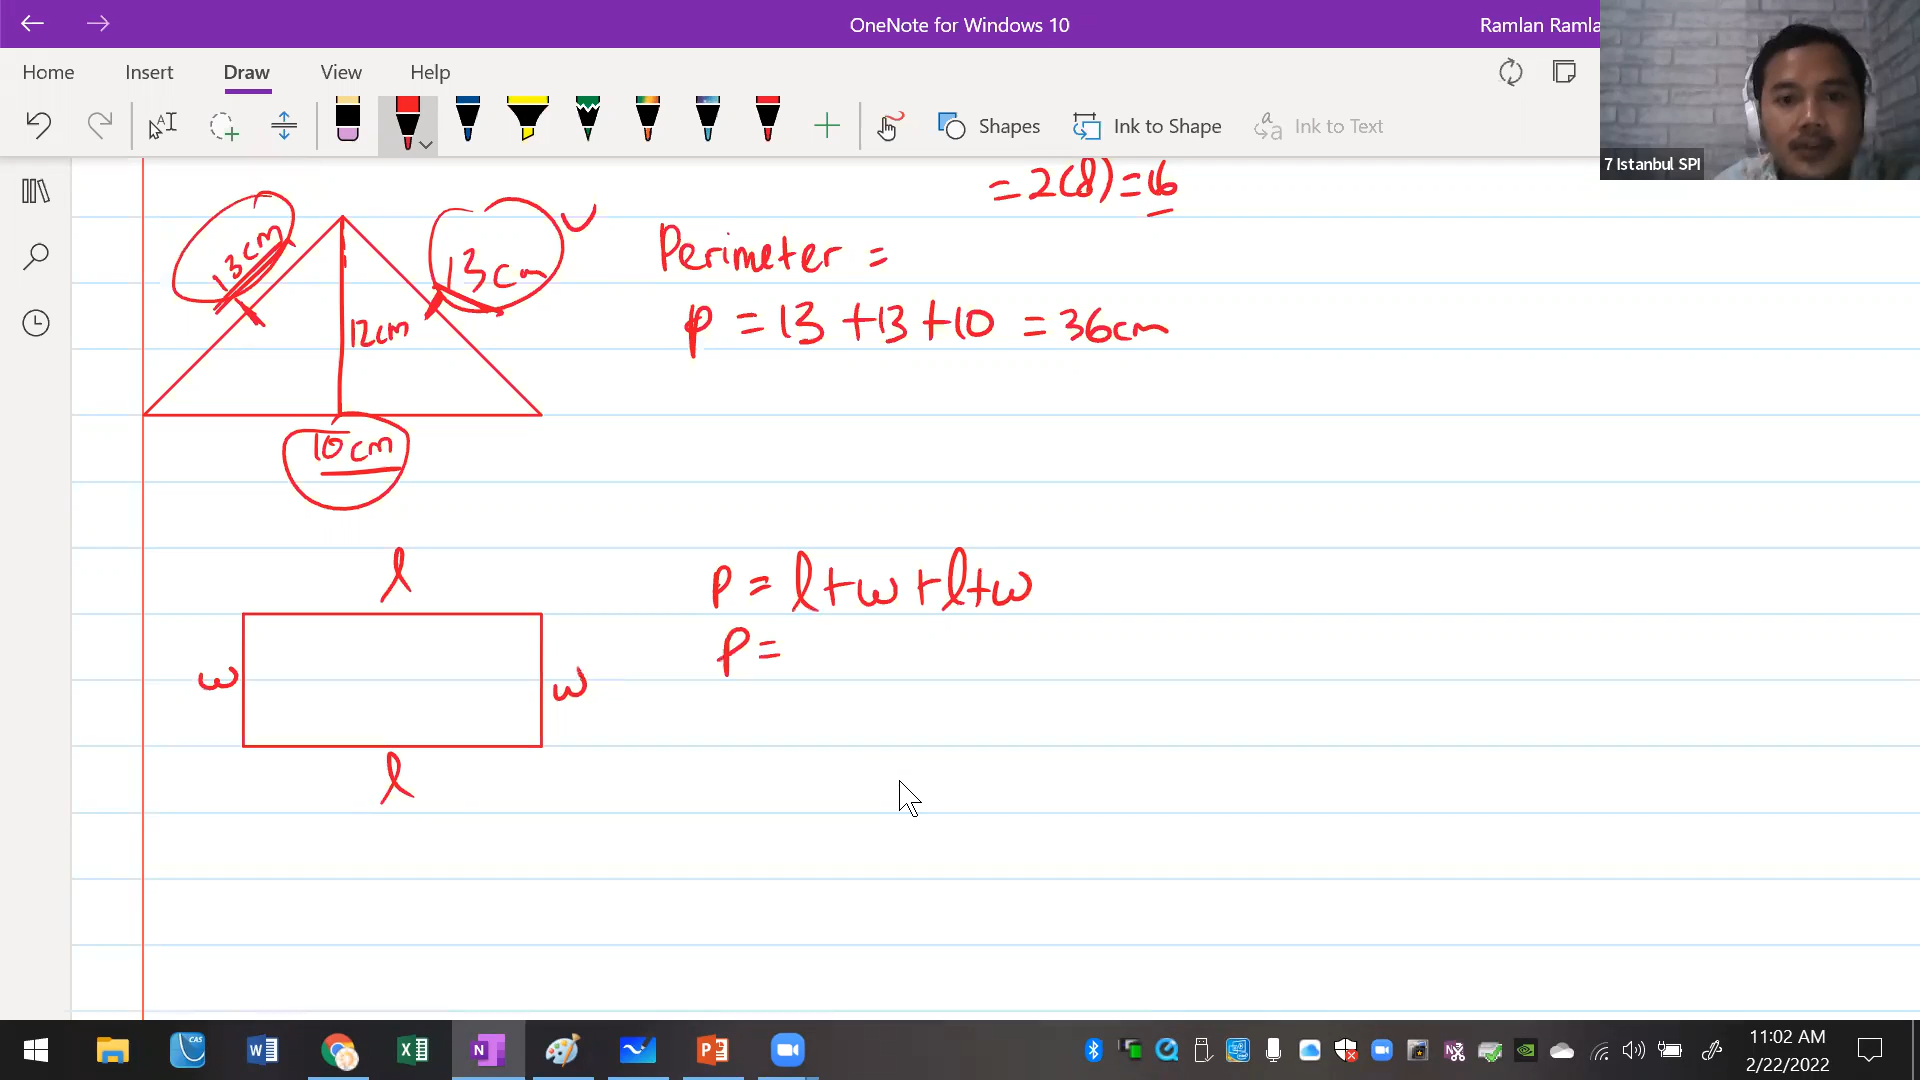 OneNote for Windows 10
Ramlan Ramla
Home Insert Draw View Help
Shapes Ink to Shape Ink to Text
7 Istanbul SPI
= 2(8) = 16
13cm 13cm
12cm
10cm
Perimeter =
P = 13 + 13 + 10 = 36cm
l
w w
l
P = l + w + l + w
P =
11:02 AM
2/22/2022